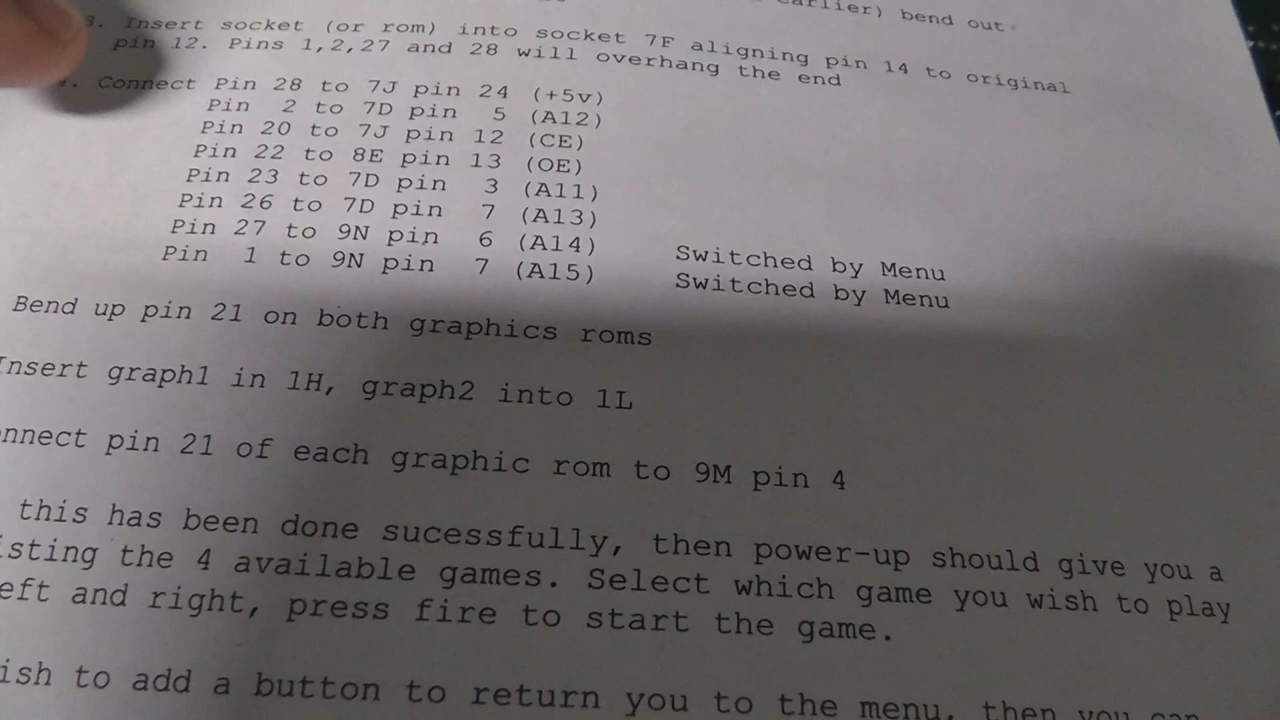 earlier) bend out
3. Insert socket (or rom) into socket 7F aligning pin 14 to original
pin 12. Pins 1,2,27 and 28 will overhang the end
. Connect Pin 28 to 7J pin 24 (+5v)
Pin 2 to 7D pin 5 (A12)
Pin 20 to 7J pin 12 (CE)
Pin 22 to 8E pin 13 (OE)
Pin 23 to 7D pin 3 (A11)
Pin 26 to 7D pin 7 (A13)
Pin 27 to 9N pin 6 (A14) Switched by Menu
Pin 1 to 9N pin 7 (A15) Switched by Menu
Bend up pin 21 on both graphics roms
Insert graph1 in 1H, graph2 into 1L
nnect pin 21 of each graphic rom to 9M pin 4
this has been done sucessfully, then power-up should give you a
isting the 4 available games. Select which game you wish to play
eft and right, press fire to start the game.
ish to add a button to return you to the menu, then you can